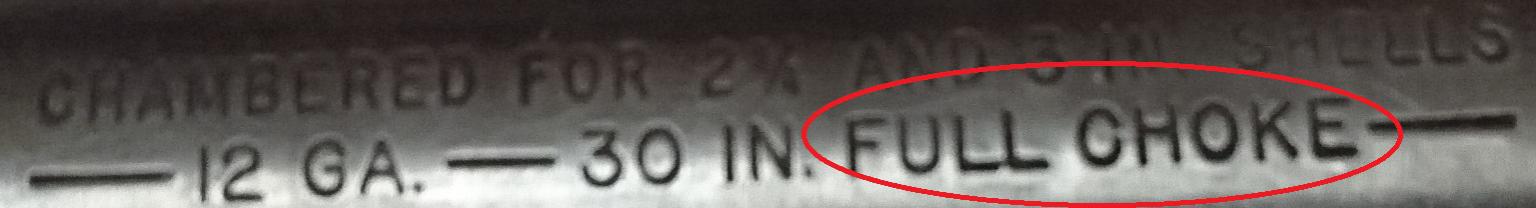 CHAMBERED FOR 2¾ AND 3 IN SHELLS
— 12 GA. — 30 IN. FULL CHOKE —